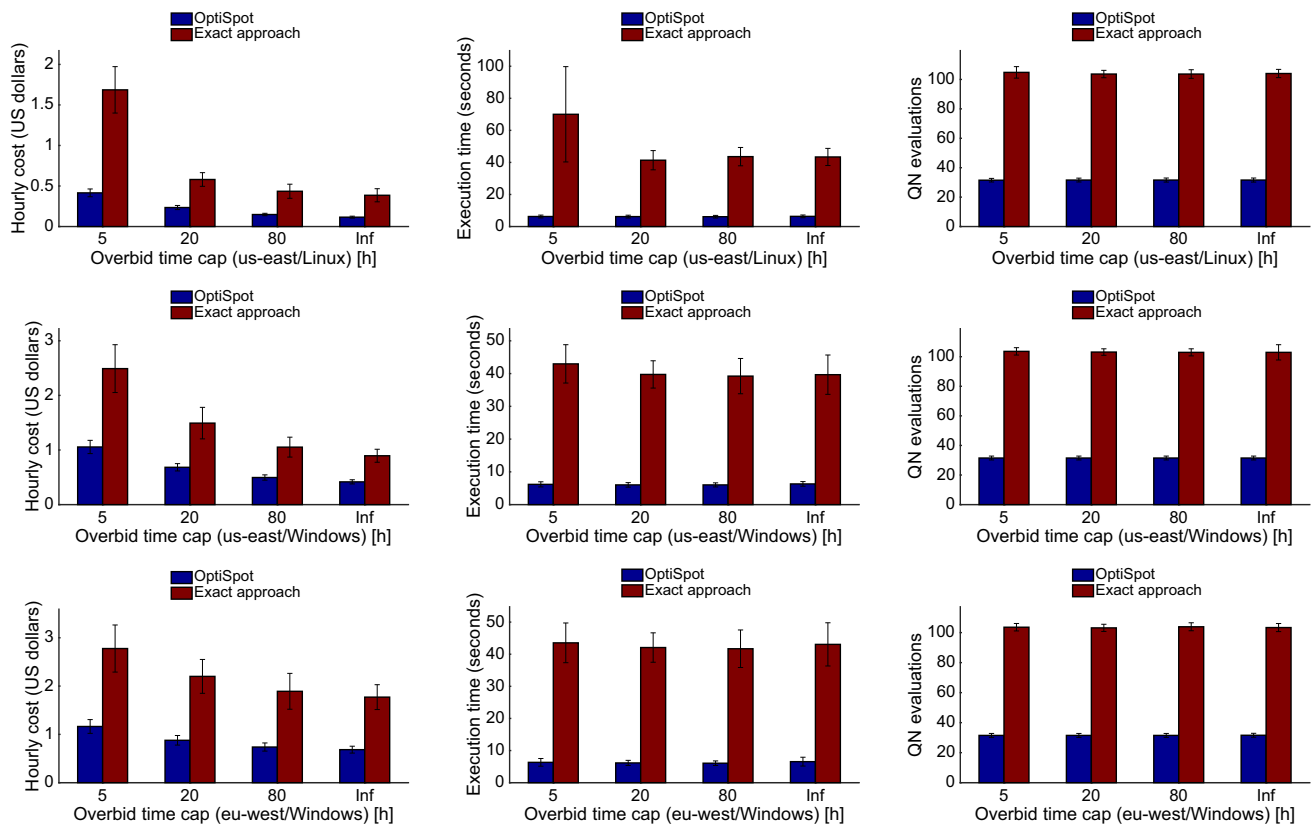 OptiSpot
Exact approach
Hourly cost (US dollars)
2
1.5
1
0.5
0
5 20 80 Inf
Overbid time cap (us-east/Linux) [h]
OptiSpot
Exact approach
Execution time (seconds)
100
80
60
40
20
0
5 20 80 Inf
Overbid time cap (us-east/Linux) [h]
OptiSpot
Exact approach
QN evaluations
100
80
60
40
20
0
5 20 80 Inf
Overbid time cap (us-east/Linux) [h]
OptiSpot
Exact approach
Hourly cost (US dollars)
3
2
1
0
5 20 80 Inf
Overbid time cap (us-east/Windows) [h]
OptiSpot
Exact approach
Execution time (seconds)
50
40
30
20
10
0
5 20 80 Inf
Overbid time cap (us-east/Windows) [h]
OptiSpot
Exact approach
QN evaluations
100
80
60
40
20
0
5 20 80 Inf
Overbid time cap (us-east/Windows) [h]
OptiSpot
Exact approach
Hourly cost (US dollars)
3
2
1
0
5 20 80 Inf
Overbid time cap (eu-west/Windows) [h]
OptiSpot
Exact approach
Execution time (seconds)
50
40
30
20
10
0
5 20 80 Inf
Overbid time cap (eu-west/Windows) [h]
OptiSpot
Exact approach
QN evaluations
100
80
60
40
20
0
5 20 80 Inf
Overbid time cap (eu-west/Windows) [h]